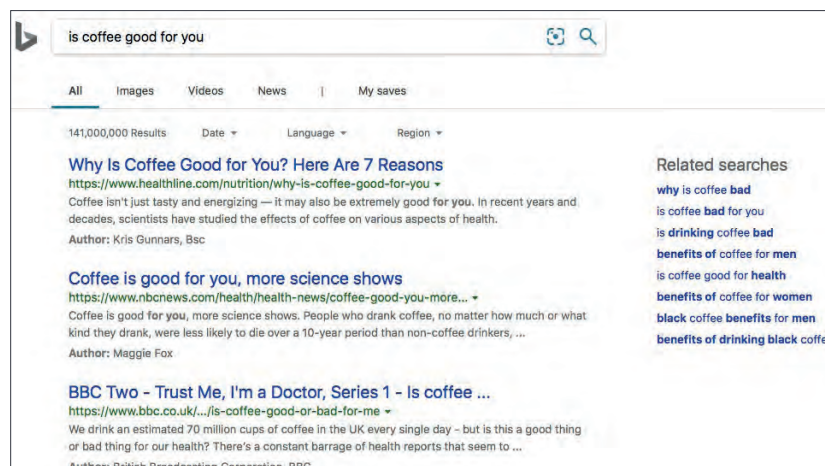 is coffee good for you
All Images Videos News | My saves
141,000,000 Results Date Language Region
Why Is Coffee Good for You? Here Are 7 Reasons
https://www.healthline.com/nutrition/why-is-coffee-good-for-you
Coffee isn't just tasty and energizing — it may also be extremely good for you. In recent years and
decades, scientists have studied the effects of coffee on various aspects of health.
Author: Kris Gunnars, Bsc
Coffee is good for you, more science shows
https://www.nbcnews.com/health/health-news/coffee-good-you-more...
Coffee is good for you, more science shows. People who drank coffee, no matter how much or what
kind they drank, were less likely to die over a 10-year period than non-coffee drinkers, ...
Author: Maggie Fox
BBC Two - Trust Me, I'm a Doctor, Series 1 - Is coffee ...
https://www.bbc.co.uk/.../is-coffee-good-or-bad-for-me
We drink an estimated 70 million cups of coffee in the UK every single day - but is this a good thing
or bad thing for our health? There's a constant barrage of health reports that seem to ...
Author: British Broadcasting Corporation, BBC
Related searches
why is coffee bad
is coffee bad for you
is drinking coffee bad
benefits of coffee for men
is coffee good for health
benefits of coffee for women
black coffee benefits for men
benefits of drinking black coffe